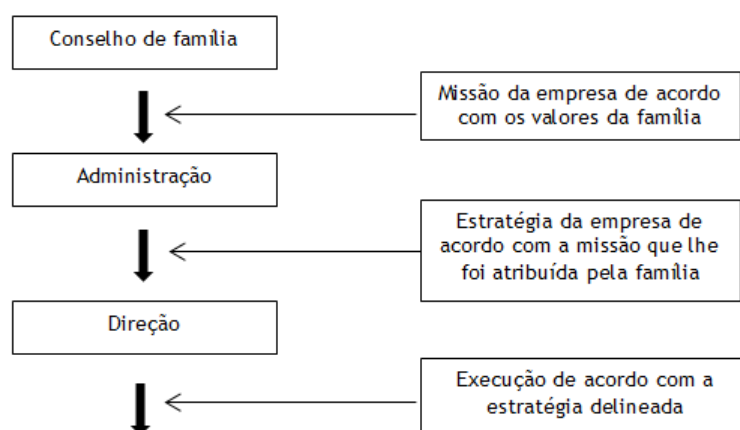 Conselho de família
Missão da empresa de acordo
com os valores da família
Administração
Estratégia da empresa de
acordo com a missão que lhe
foi atribuída pela família
Direção
Execução de acordo com a
estratégia delineada